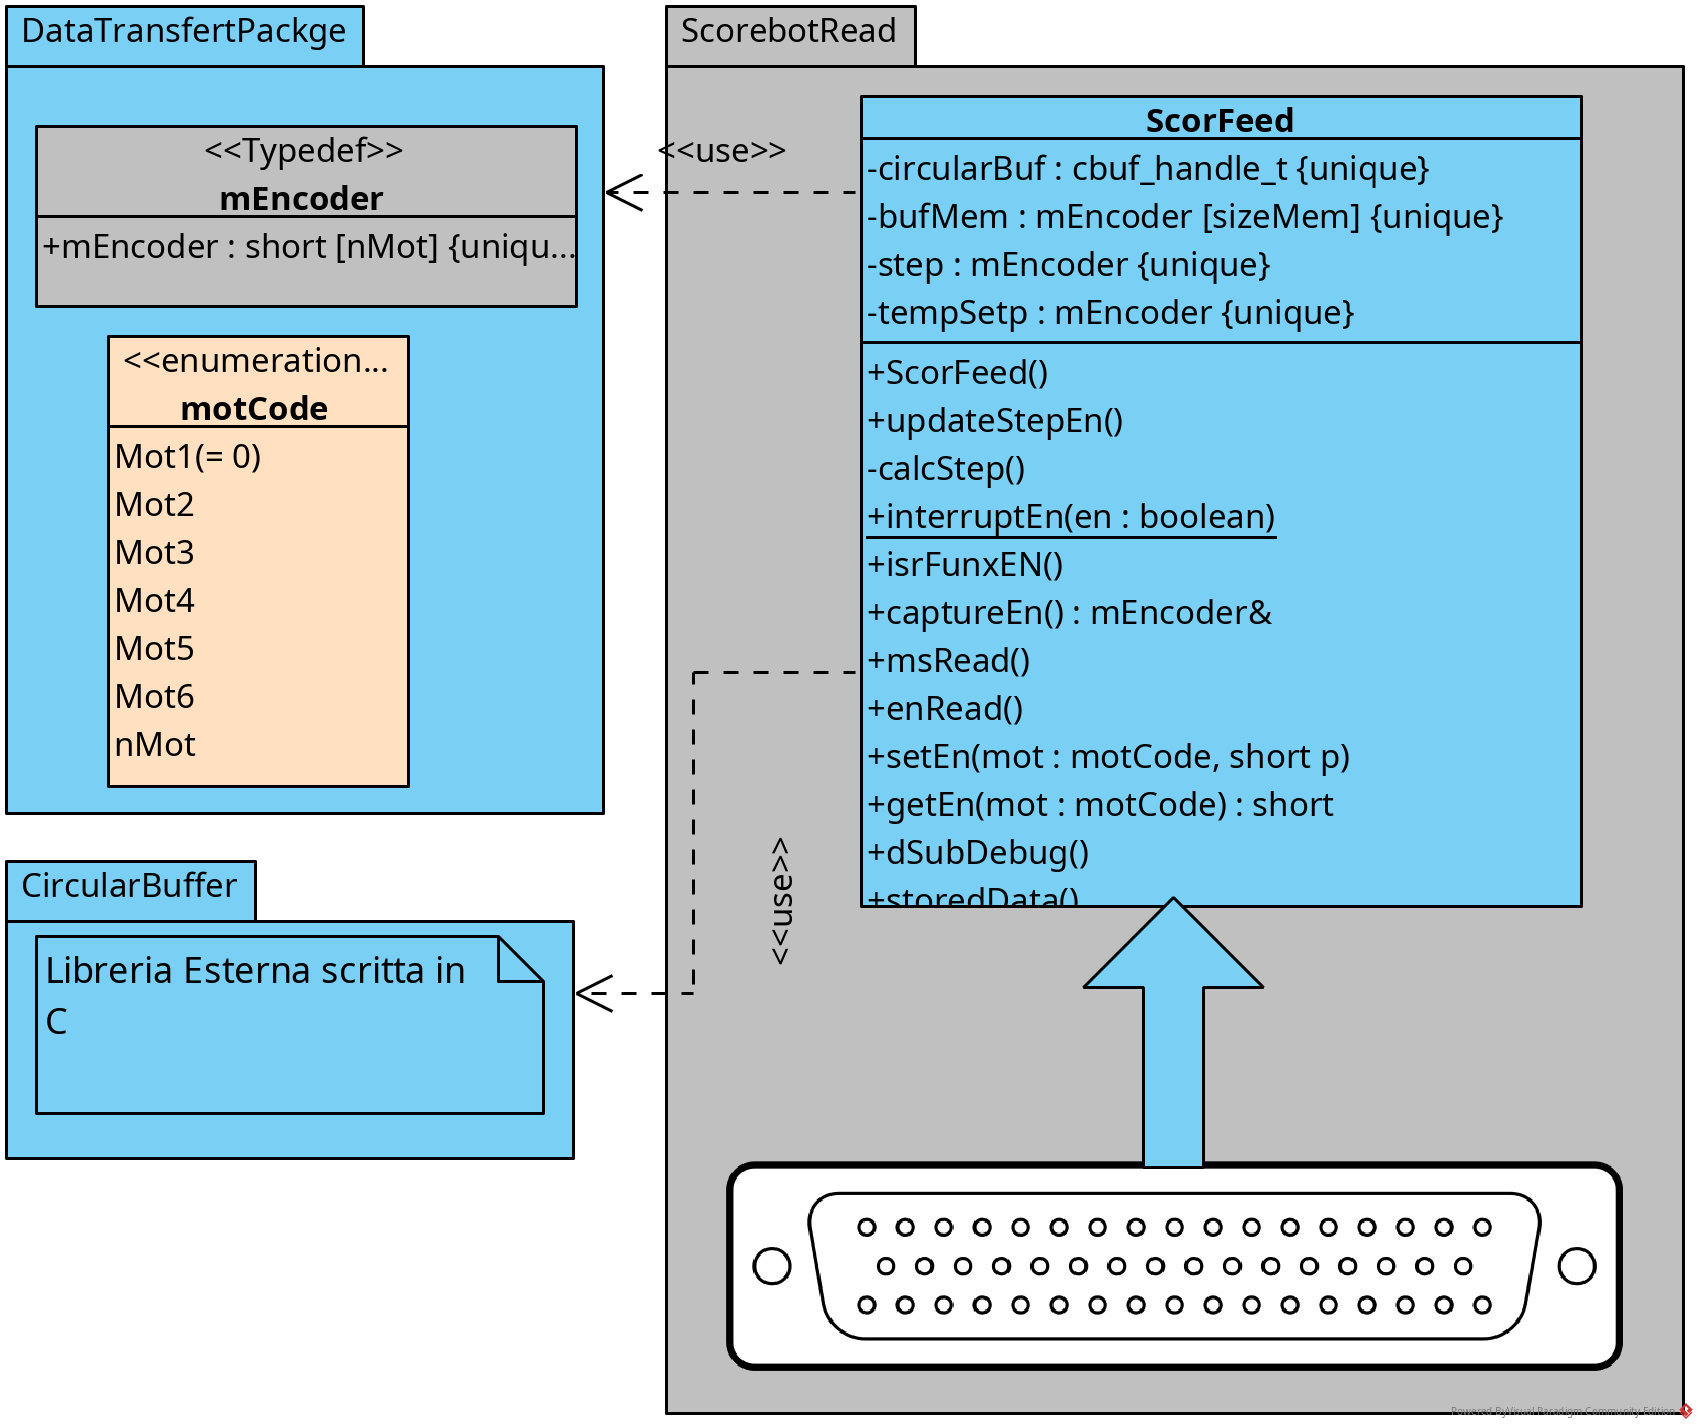 DataTransfertPackge
<<Typedef>>
mEncoder
+mEncoder : short [nMot] {uniqu...
<<enumeration...
motCode
Mot1(= 0)
Mot2
Mot3
Mot4
Mot5
Mot6
nMot
CircularBuffer
Libreria Esterna scritta in
C
<<use>>
<<use>>
ScorebotRead
ScorFeed
-circularBuf : cbuf_handle_t {unique}
-bufMem : mEncoder [sizeMem] {unique}
-step : mEncoder {unique}
-tempSetp : mEncoder {unique}
+ScorFeed()
+updateStepEn()
-calcStep()
+interruptEn(en : boolean)
+isrFunxEN()
+captureEn() : mEncoder&
+msRead()
+enRead()
+setEn(mot : motCode, short p)
+getEn(mot : motCode) : short
+dSubDebug()
+storedData()
Powered ByVisual Paradigm Community Edition